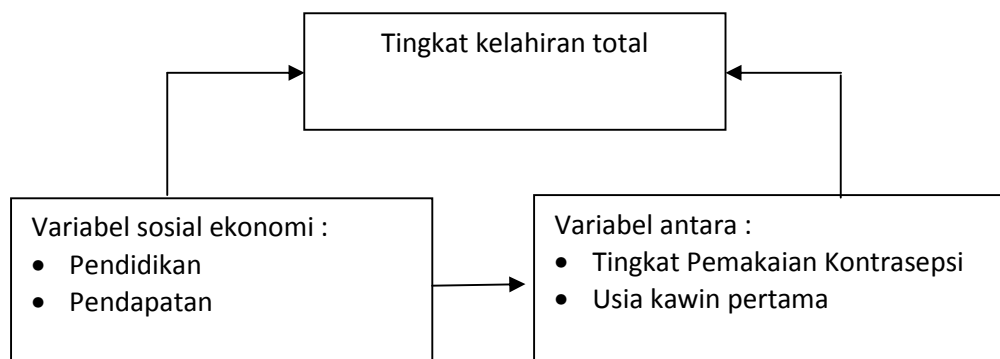 Tingkat kelahiran total
Variabel sosial ekonomi :
• Pendidikan
• Pendapatan
Variabel antara :
• Tingkat Pemakaian Kontrasepsi
• Usia kawin pertama